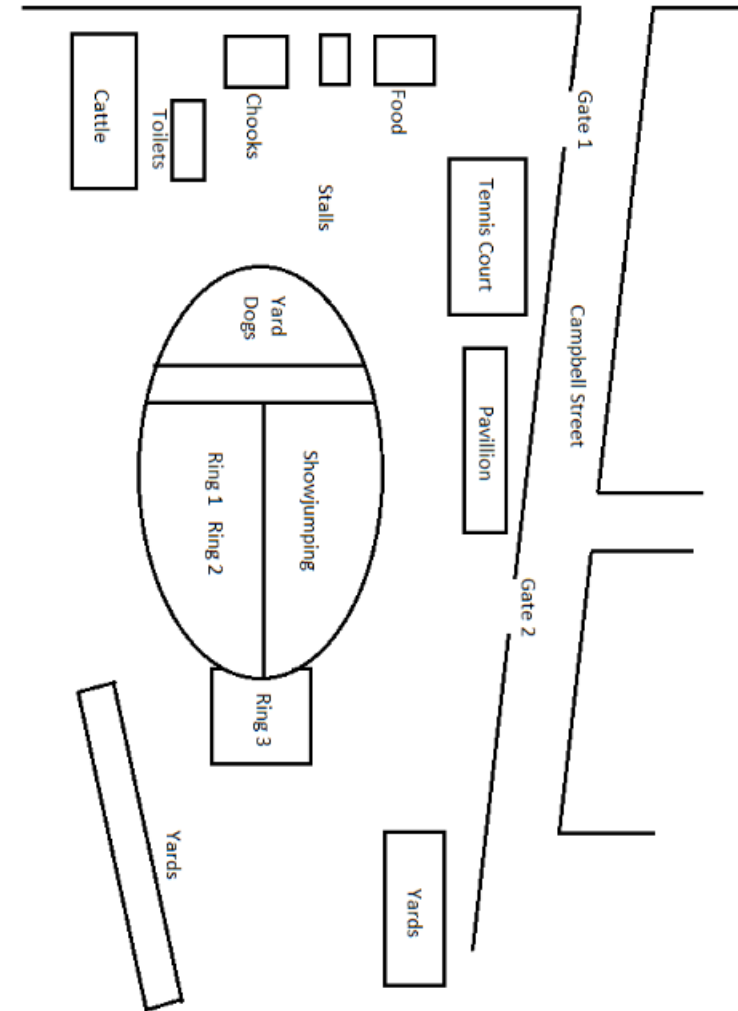 Gate 1
Campbell Street
Gate 2
Tennis Court
Pavillion
Yards
Food
Stalls
Showjumping
Yard
Dogs
Ring 3
Chooks
Ring 1 Ring 2
Yards
Toilets
Cattle